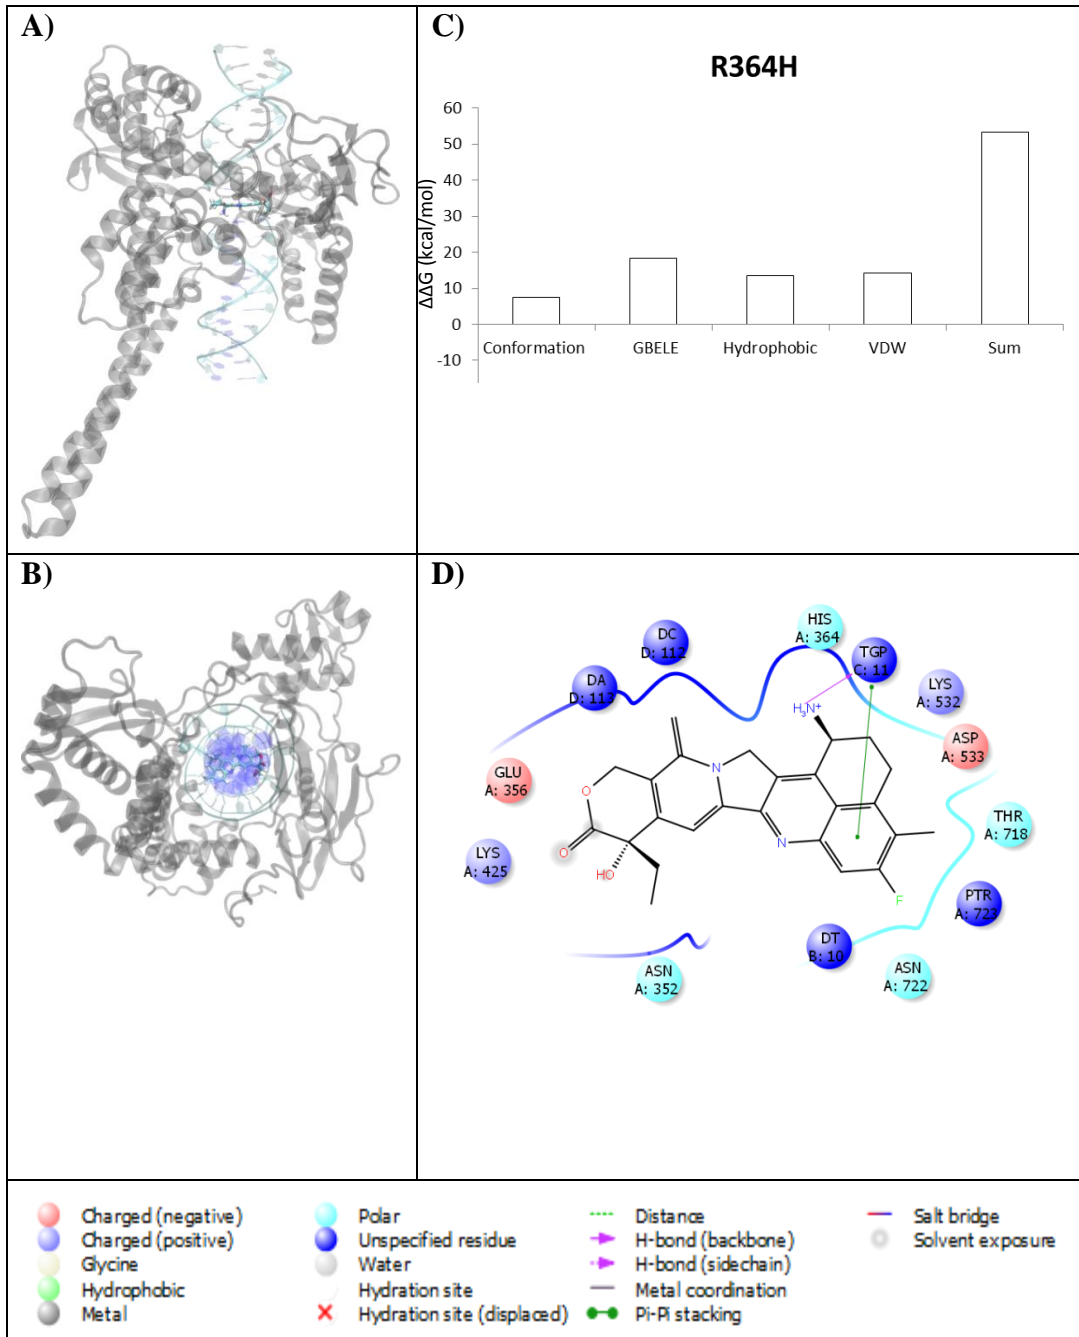 A)
C)
R364H
ΔΔG (kcal/mol)
60
50
40
30
20
10
0
-10
Conformation GBELE Hydrophobic VDW Sum
B)
D)
HIS
A: 364
DC
D: 112
TGP
C: 11
DA
D: 113
LYS
A: 532
H₃N⁺
ASP
A: 533
GLU
A: 356
N
O
THR
A: 718
LYS
A: 425
O
N
HO
F
PTR
A: 723
DT
B: 10
ASN
A: 352
ASN
A: 722
Charged (negative)
Charged (positive)
Glycine
Hydrophobic
Metal
Polar
Unspecified residue
Water
Hydration site
Hydration site (displaced)
Distance
H-bond (backbone)
H-bond (sidechain)
Metal coordination
Pi-Pi stacking
Salt bridge
Solvent exposure